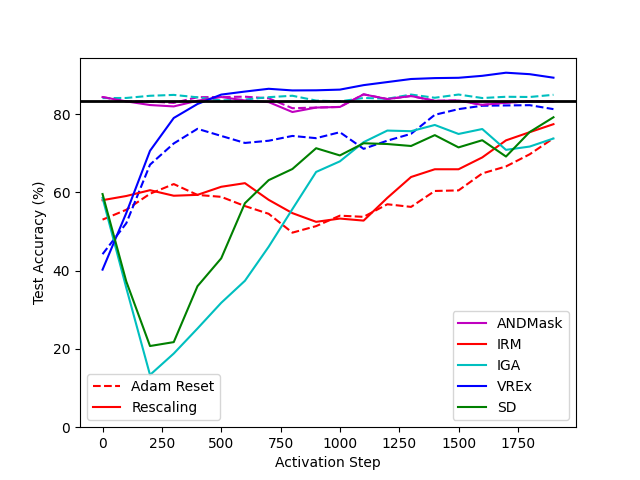 80
60
40
20
0
Test Accuracy (%)
0
250
500
750
1000
1250
1500
1750
Activation Step
Adam Reset
Rescaling
ANDMask
IRM
IGA
VREx
SD